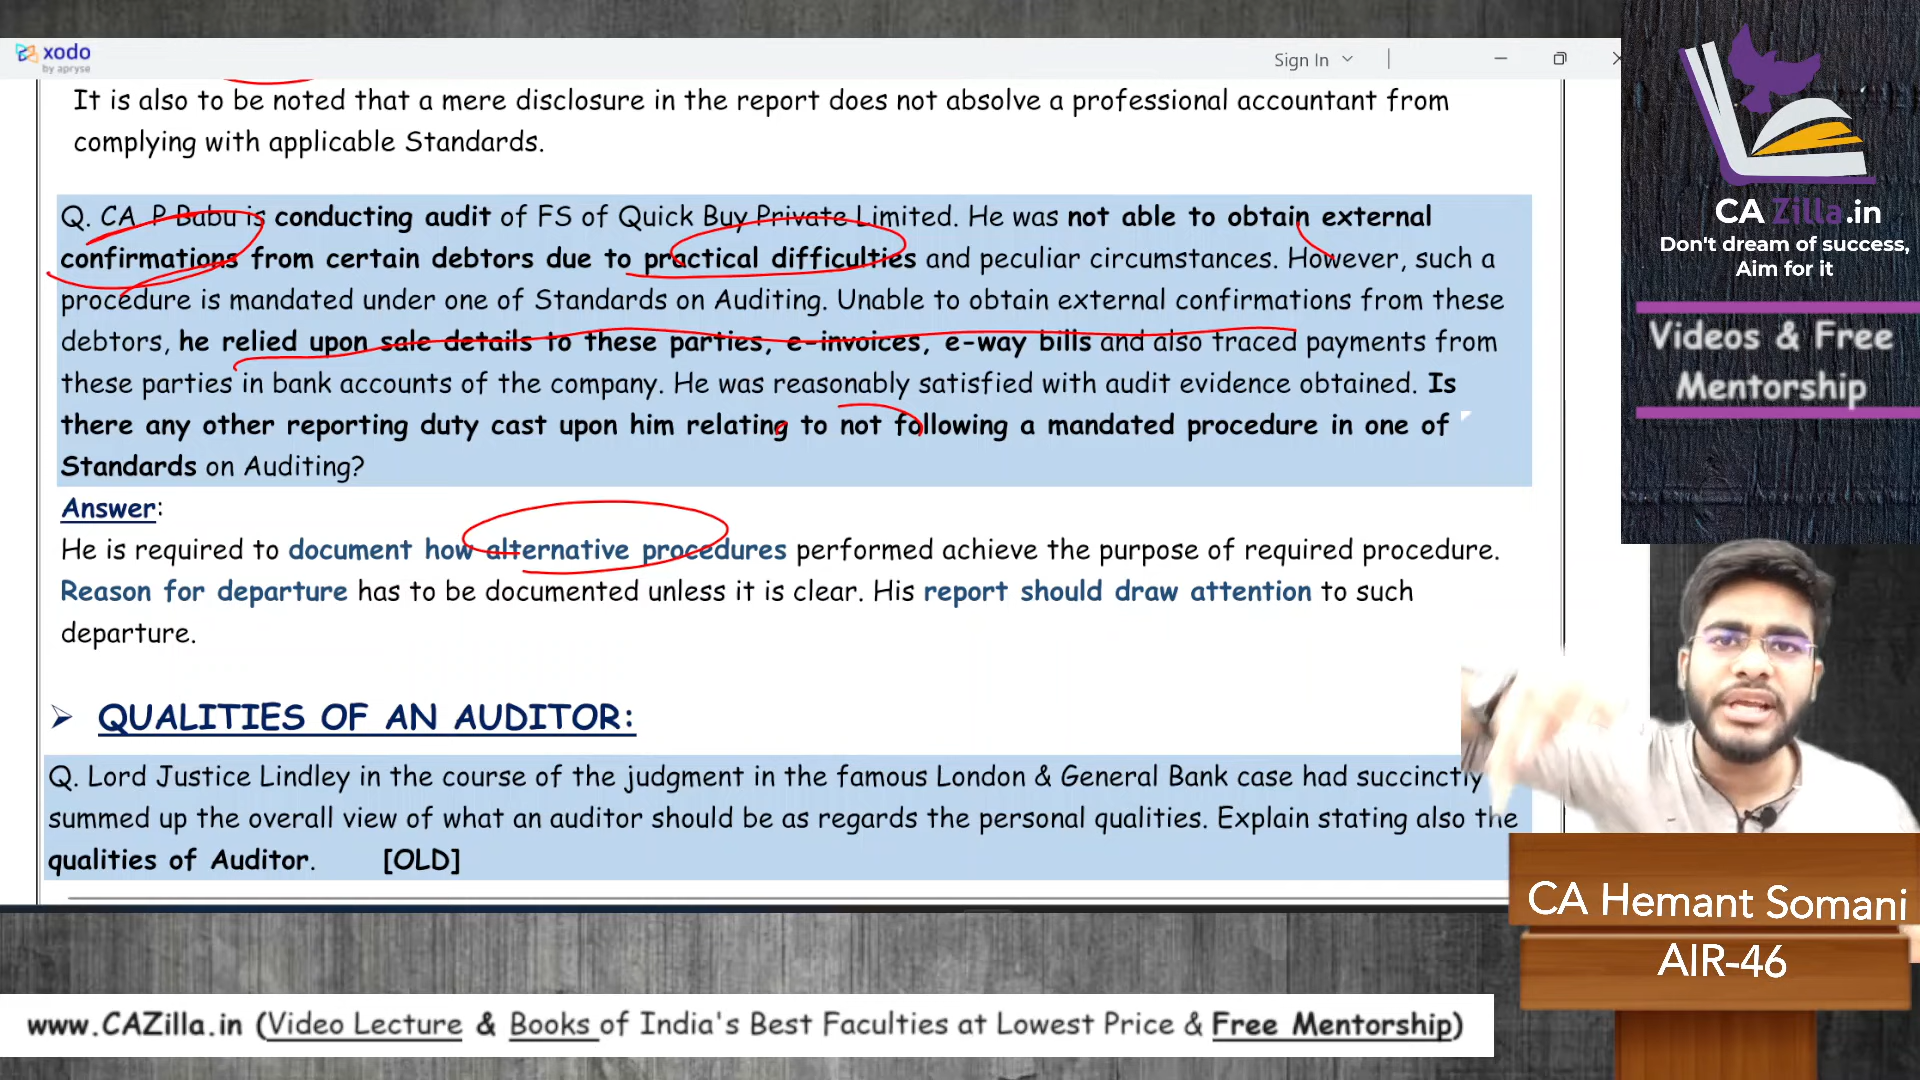 xodo
by apryse
Sign In
It is also to be noted that a mere disclosure in the report does not absolve a professional accountant from
complying with applicable Standards.
Q. CA. P Babu is conducting audit of FS of Quick Buy Private Limited. He was not able to obtain external
confirmations from certain debtors due to practical difficulties and peculiar circumstances. However, such a
procedure is mandated under one of Standards on Auditing. Unable to obtain external confirmations from these
debtors, he relied upon sale details to these parties, e-invoices, e-way bills and also traced payments from
these parties in bank accounts of the company. He was reasonably satisfied with audit evidence obtained. Is
there any other reporting duty cast upon him relating to not following a mandated procedure in one of
Standards on Auditing?
Answer:
He is required to document how alternative procedures performed achieve the purpose of required procedure.
Reason for departure has to be documented unless it is clear. His report should draw attention to such
departure.
➤ QUALITIES OF AN AUDITOR:
Q. Lord Justice Lindley in the course of the judgment in the famous London & General Bank case had succinctly
summed up the overall view of what an auditor should be as regards the personal qualities. Explain stating also the
qualities of Auditor. [OLD]
CA Zilla.in
Don't dream of success,
Aim for it
Videos & Free
Mentorship
CA Hemant Somani
AIR-46
www.CAZilla.in (Video Lecture & Books of India's Best Faculties at Lowest Price & Free Mentorship)